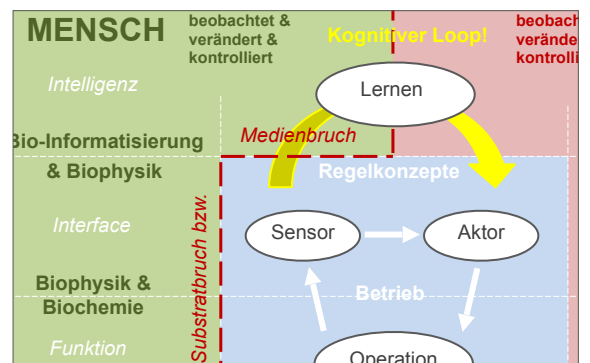 MENSCH
beobachtet &
verändert &
kontrolliert
Kognitiver Loop!
Intelligenz
Lernen
Bio-Informatisierung
& Biophysik
Medienbruch
Regelkonzepte
Interface
Sensor
Aktor
Substratbruch bzw.
Biophysik &
Biochemie
Betrieb
Funktion
Operation